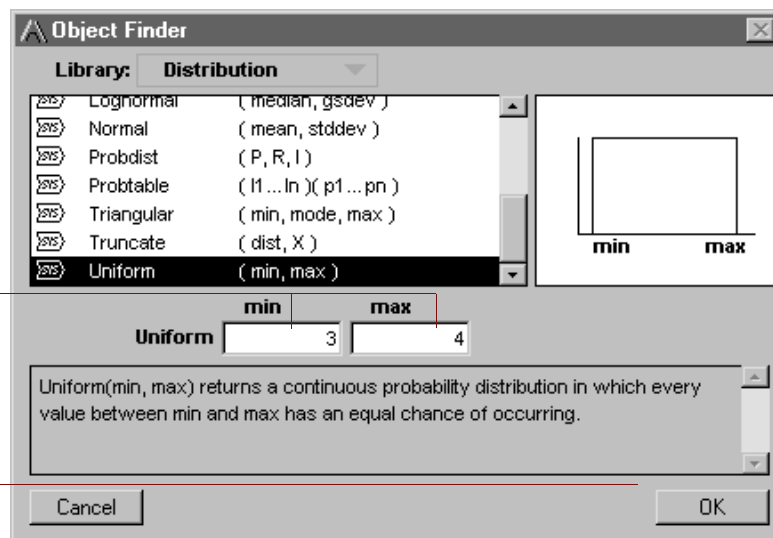 Object Finder
Library: Distribution
Lognormal ( median, gsdev )
Normal ( mean, stddev )
Probdist ( P, R, I )
Probtable ( I1...In )( p1...pn )
Triangular ( min, mode, max )
Truncate ( dist, X )
Uniform ( min, max )
min max
min max
Uniform 3 4
Uniform(min, max) returns a continuous probability distribution in which every
value between min and max has an equal chance of occurring.
Cancel OK